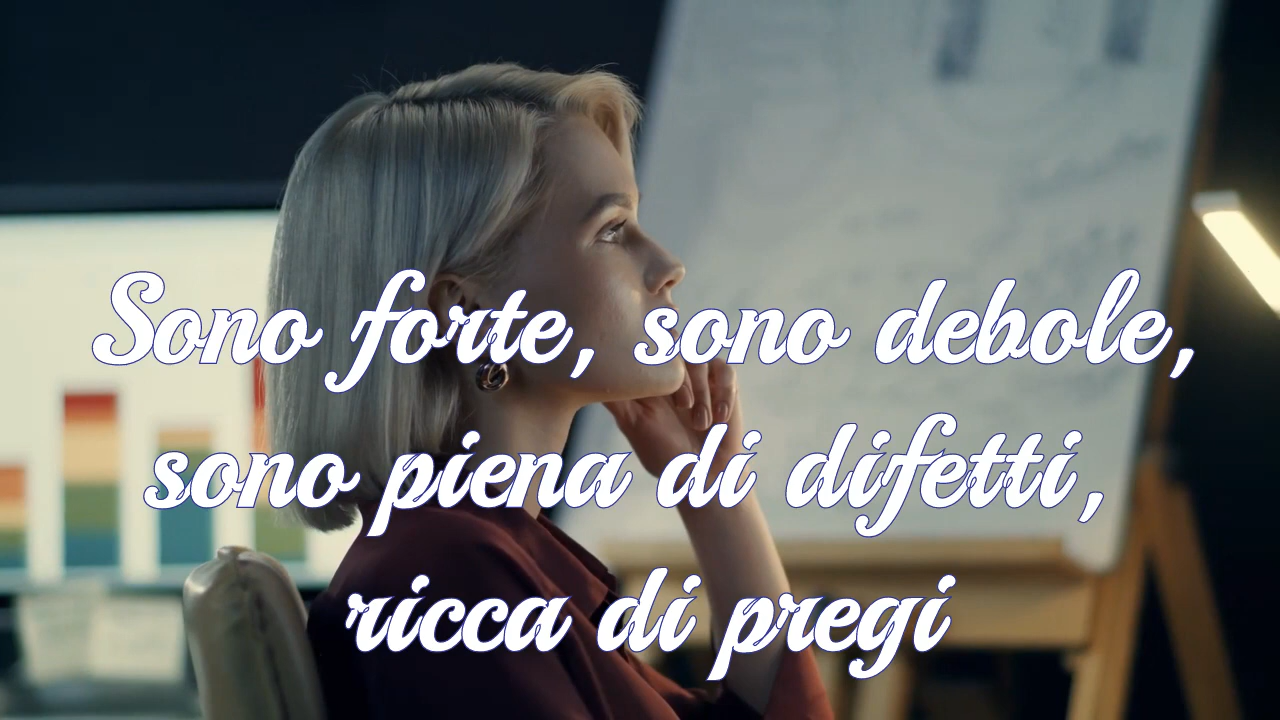 Sono forte, sono debole,
sono piena di difetti,
ricca di pregi